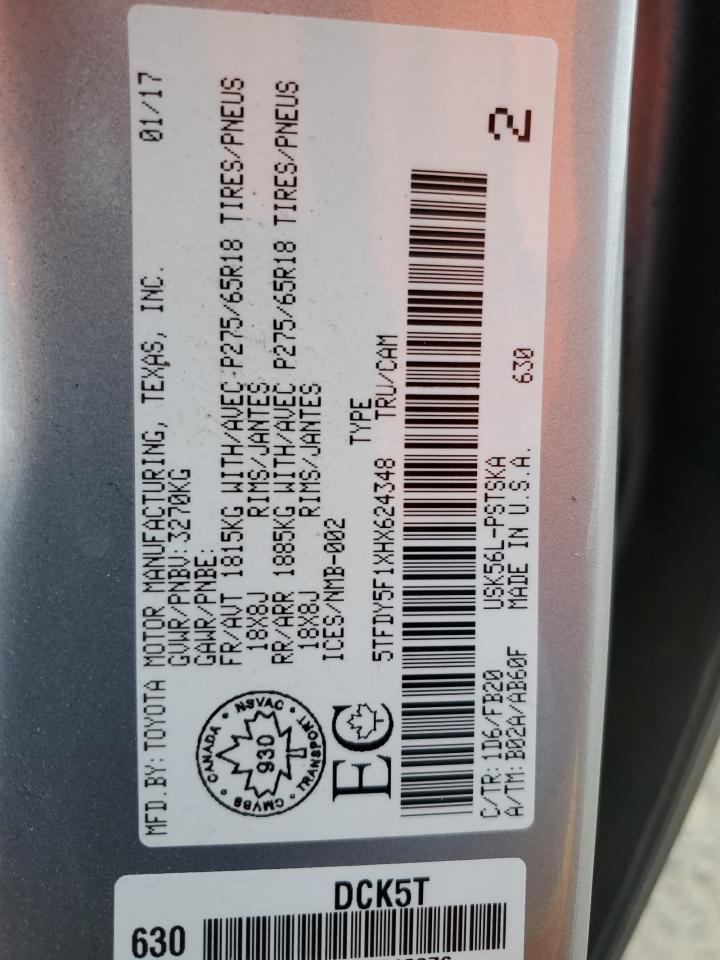 MFD.BY: TOYOTA MOTOR MANUFACTURING, TEXAS, INC. 01/17
GVWR/PNBV: 3270KG
GAWR/PNBE:
FR/AVT 1815KG WITH/AVEC P275/65R18 TIRES/PNEUS
18X8J RIMS/JANTES
RR/ARR 1885KG WITH/AVEC P275/65R18 TIRES/PNEUS
18X8J RIMS/JANTES
ICES/NMB-002
TYPE
5TFDY5F1XHX624348 TRU/CAM
CANADA NSVAC TRANSPORT CMVSS
930
EC
2
C/TR: 1D6/FB20 USK56L-PSTSKA 630
A/TM: B02A/AB60F MADE IN U.S.A.
DCK5T
630